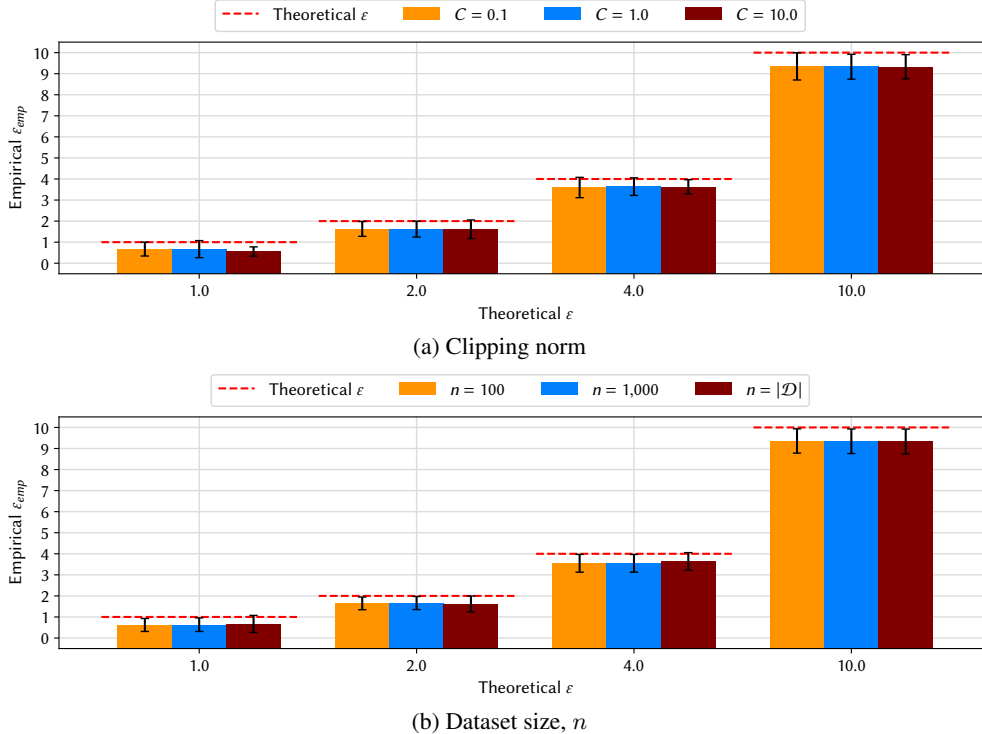 Theoretical ε C = 0.1 C = 1.0 C = 10.0
10
9
8
7
6
5
4
3
2
1
0
Empirical ε_emp
1.0 2.0 4.0 10.0
Theoretical ε
(a) Clipping norm
Theoretical ε n = 100 n = 1,000 n = |𝒟|
10
9
8
7
6
5
4
3
2
1
0
Empirical ε_emp
1.0 2.0 4.0 10.0
Theoretical ε
(b) Dataset size, n